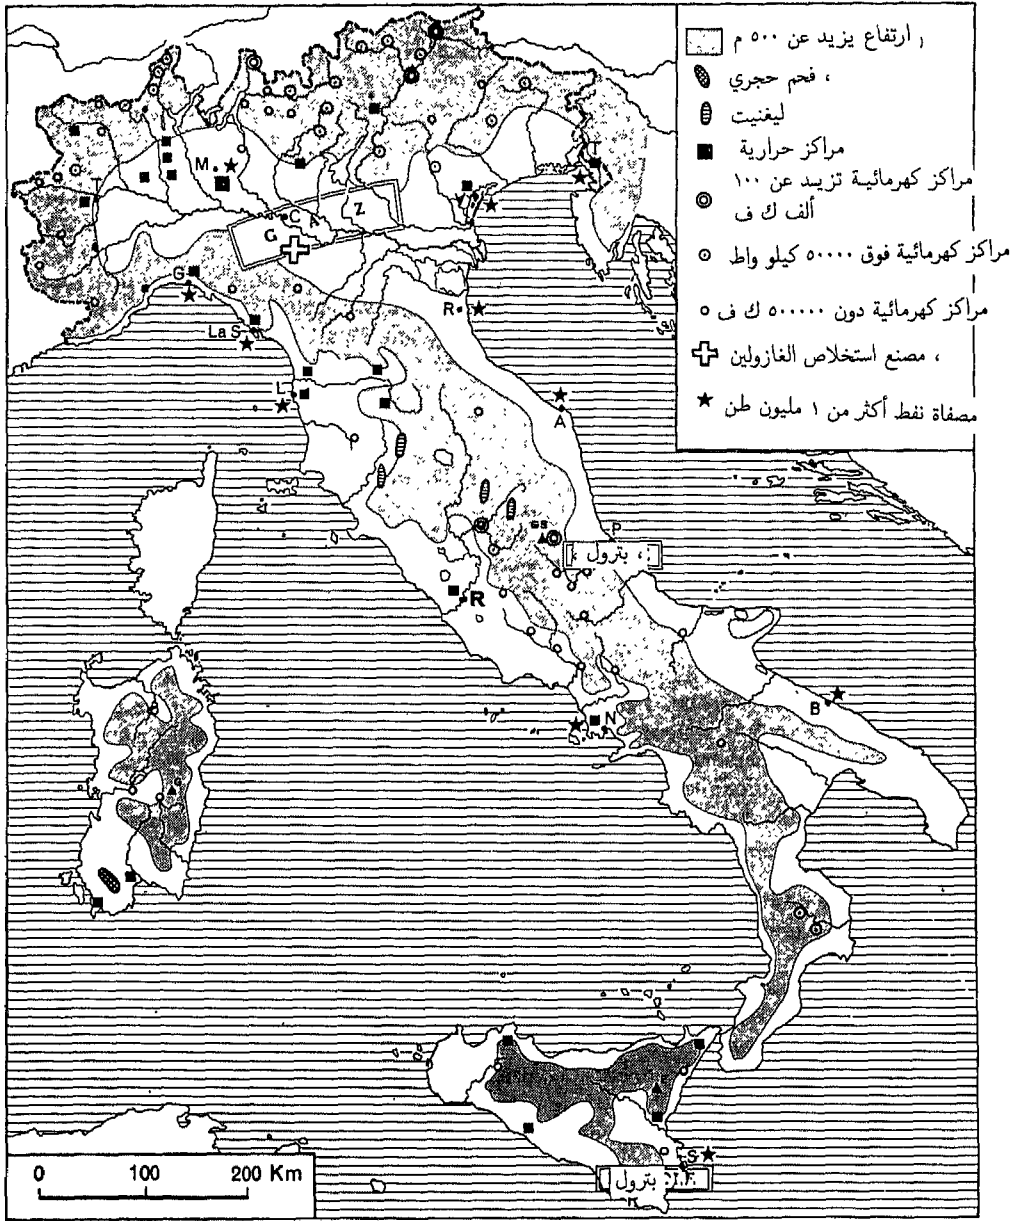 ارتفاع يزيد عن ٥٠٠ م
فحم حجري
ليغنيت
مراكز حرارية
مراكز كهرمائية تزيد عن ١٠٠
ألف ك ف
مراكز كهرمائية فوق ٥٠٠٠٠ كيلو واط
مراكز كهرمائية دون ٥٠٠٠٠٠ ك ف
مصنع استخلاص الغازولين
مصفاة نفط أكثر من ١ مليون طن
T
M
T
V
C A Z
G
G
R
La S
L
A
P
بترول
R
N
B
S
بترول
R
0 100 200 Km